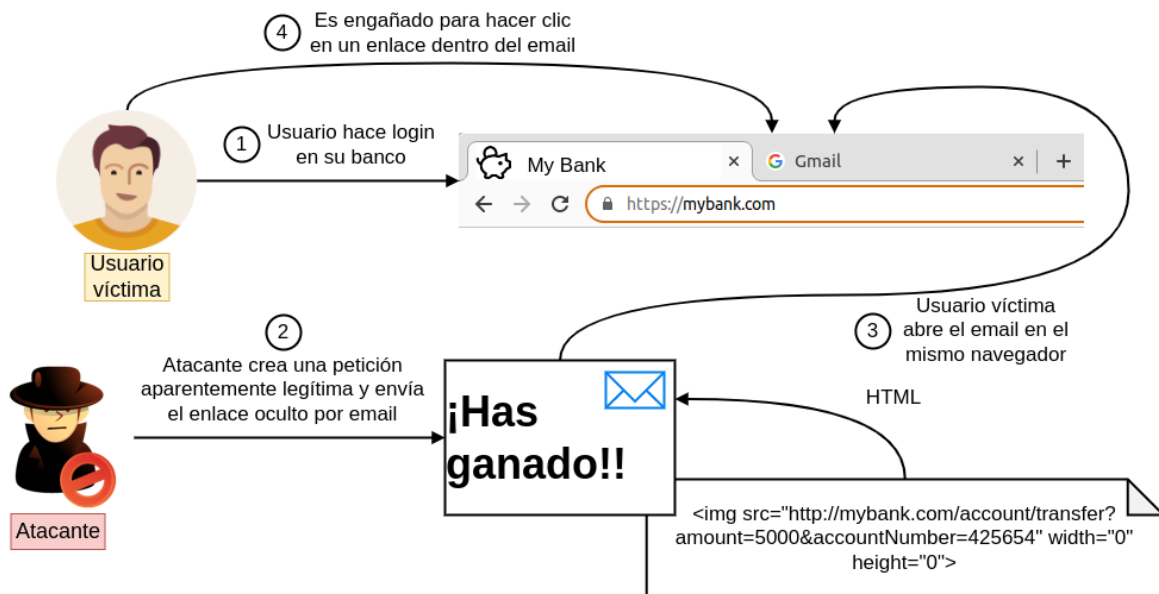 4
Es engañado para hacer clic
en un enlace dentro del email
1
Usuario hace login
en su banco
My Bank
Gmail
https://mybank.com
Usuario
víctima
2
Atacante crea una petición
aparentemente legítima y envía
el enlace oculto por email
3
Usuario víctima
abre el email en el
mismo navegador
HTML
¡Has
ganado!!
Atacante
<img src="http://mybank.com/account/transfer?
amount=5000&accountNumber=425654" width="0"
height="0">